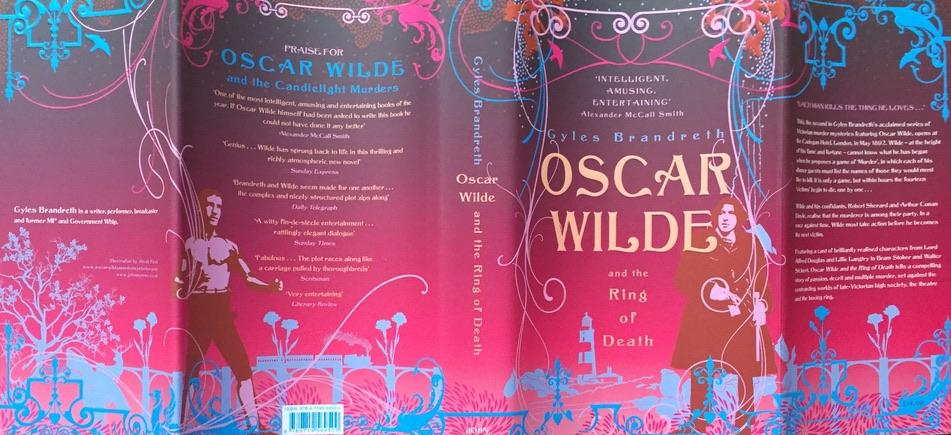 Gyles Brandreth is a writer, performer, broadcaster
and former MP and Government Whip.
PRAISE FOR
OSCAR WILDE
and the Candlelight Murders
'One of the most intelligent, amusing and entertaining books of the
year. If Oscar Wilde himself had been asked to write this book he
could not have done it any better'
Alexander McCall Smith
'Genius ... Wilde has sprung back to life in this thrilling and
richly atmospheric new novel'
Sunday Express
'Brandreth and Wilde seem made for one another ...
the complex and structured plot zips along'
Daily Telegraph
'A witty fin-de-siècle entertainment ...
rattlingly elegant dialogue'
Sunday Times
'Fabulous ... The plot races along like
a carriage pulled by thoroughbreds'
Scotsman
'Very entertaining'
Literary Review
Gyles Brandreth
Oscar
Wilde
and the Ring of Death
JOHN
'INTELLIGENT,
AMUSING,
ENTERTAINING'
Alexander McCall Smith
Gyles Brandreth
OSCAR
WILDE
and the
Ring
of
Death
'EACH MAN KILLS THE THING HE LOVES ...'
This, the second in Gyles Brandreth's acclaimed series of
Victorian murder mysteries featuring Oscar Wilde, opens at
the Cadogan Hotel, London, in May 1892. Wilde – at the height
of his fame and fortune – cannot know what he has begun
when he proposes a game of 'Murder', in which each of his
dinner guests must list the names of those they would most
like to kill. It is only a game, but within hours the fourteen
'victims' begin to die, one by one ...
Wilde and his confidants, Robert Sherard and Arthur Conan
Doyle, realise that the murderer is among their party. In a
race against time, Wilde must take action before he becomes
the next victim.
Featuring a cast of brilliantly realised characters from Lord
Alfred Douglas and Lillie Langtry to Bram Stoker and Walter
Sickert, Oscar Wilde and the Ring of Death tells a compelling
story of passion, deceit and multiple murder, set against the
contrasting worlds of late-Victorian high society, the theatre
and the boxing ring.